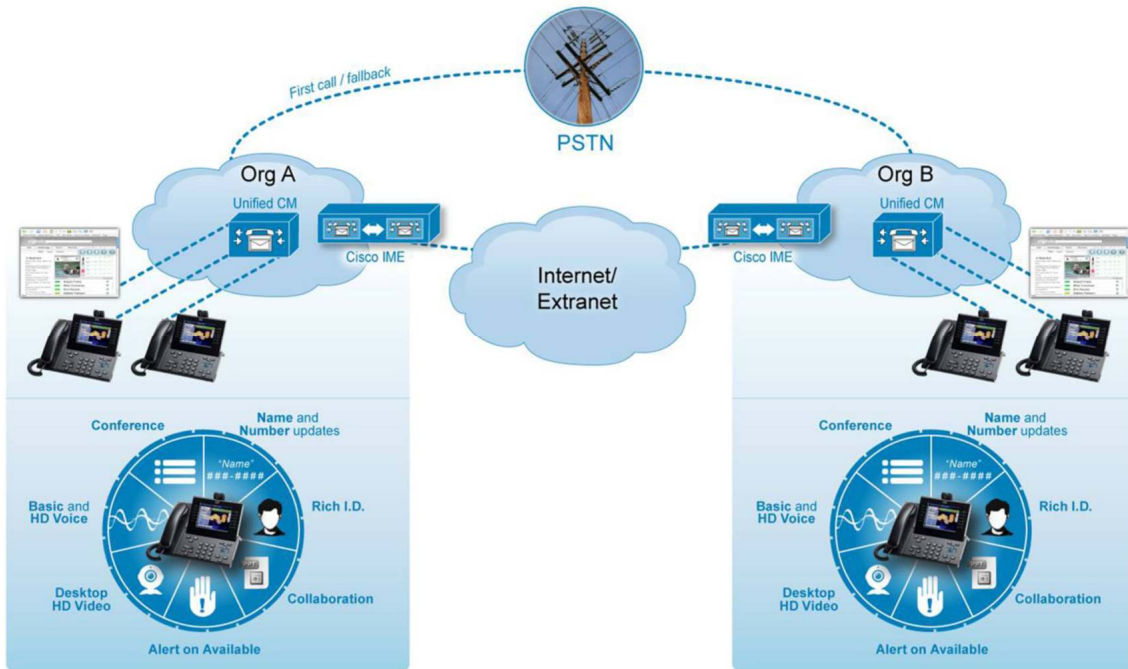 First call / fallback
PSTN
Org A
Unified CM
Cisco IME
Internet/
Extranet
Org B
Unified CM
Cisco IME
Conference
Name and
Number updates
"Name"
###-####
Basic and
HD Voice
Rich I.D.
Desktop
HD Video
Collaboration
Alert on Available
Conference
Name and
Number updates
"Name"
###-####
Basic and
HD Voice
Rich I.D.
Desktop
HD Video
Collaboration
Alert on Available